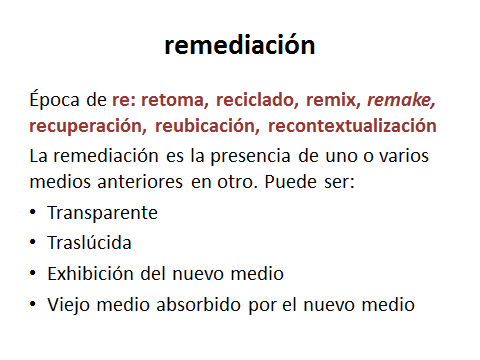 remediación
Época de re: retoma, reciclado, remix, remake,
recuperación, reubicación, recontextualización
La remediación es la presencia de uno o varios
medios anteriores en otro. Puede ser:
• Transparente
• Traslúcida
• Exhibición del nuevo medio
• Viejo medio absorbido por el nuevo medio